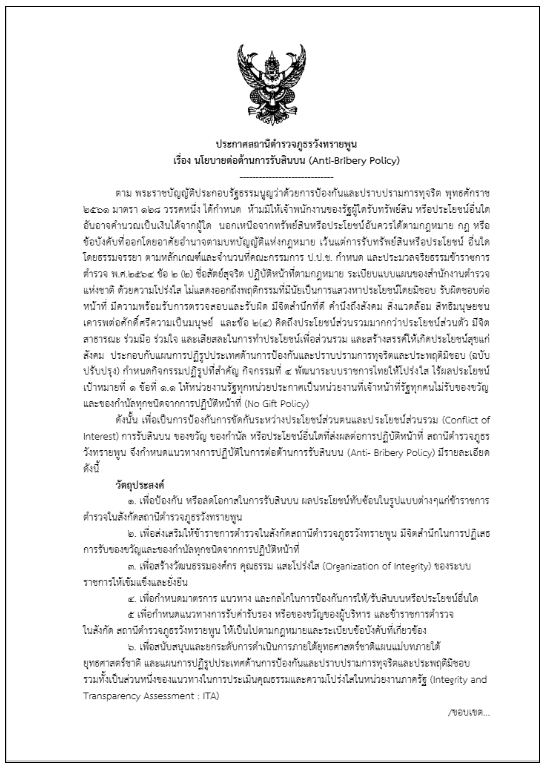 ประกาศสถานีตำรวจภูธรวังทรายพูน
เรื่อง นโยบายต่อต้านการรับสินบน (Anti-Bribery Policy)
-----------------------------
ตาม พระราชบัญญัติประกอบรัฐธรรมนูญว่าด้วยการป้องกันและปราบปรามการทุจริต พุทธศักราช
๒๕๖๑ มาตรา ๑๒๘ วรรคหนึ่ง ได้กำหนด ห้ามมิให้เจ้าพนักงานของรัฐผู้ใดรับทรัพย์สิน หรือประโยชน์อื่นใด
อันอาจคำนวณเป็นเงินได้จากผู้ใด นอกเหนือจากทรัพย์สินหรือประโยชน์อันควรได้ตามกฎหมาย กฎ หรือ
ข้อบังคับที่ออกโดยอาศัยอำนาจตามบทบัญญัติแห่งกฎหมาย เว้นแต่การรับทรัพย์สินหรือประโยชน์ อื่นใด
โดยธรรมจรรยา ตามหลักเกณฑ์และจำนวนที่คณะกรรมการ ป.ป.ช. กำหนด และประมวลจริยธรรมข้าราชการ
ตำรวจ พ.ศ.๒๕๖๔ ข้อ ๒ (๒) ซื่อสัตย์สุจริต ปฏิบัติหน้าที่ตามกฎหมาย ระเบียบแบบแผนของสำนักงานตำรวจ
แห่งชาติ ด้วยความโปร่งใส ไม่แสดงออกถึงพฤติกรรมที่มีนัยเป็นการแสวงหาประโยชน์โดยมิชอบ รับผิดชอบต่อ
หน้าที่ มีความพร้อมรับการตรวจสอบและรับผิด มีจิตสำนึกที่ดี คำนึงถึงสังคม สิ่งแวดล้อม สิทธิมนุษยชน
เคารพต่อศักดิ์ศรีความเป็นมนุษย์ และข้อ ๒(๔) คิดถึงประโยชน์ส่วนรวมมากกว่าประโยชน์ส่วนตัว มีจิต
สาธารณะ ร่วมมือ ร่วมใจ และเสียสละในการทำประโยชน์เพื่อส่วนรวม และสร้างสรรค์ให้เกิดประโยชน์สุขแก่
สังคม ประกอบกับแผนการปฏิรูปประเทศด้านการป้องกันและปราบปรามการทุจริตและประพฤติมิชอบ (ฉบับ
ปรับปรุง) กำหนดกิจกรรมปฏิรูปที่สำคัญ กิจกรรมที่ ๔ พัฒนาระบบราชการไทยให้โปร่งใส ไร้ผลประโยชน์
เป้าหมายที่ ๑ ข้อที่ ๑.๑ ให้หน่วยงานรัฐทุกหน่วยประกาศเป็นหน่วยงานที่เจ้าหน้าที่รัฐทุกคนไม่รับของขวัญ
และของกำนัลทุกชนิดจากการปฏิบัติหน้าที่ (No Gift Policy)
ดังนั้น เพื่อเป็นการป้องกันการขัดกันระหว่างประโยชน์ส่วนตนและประโยชน์ส่วนรวม (Conflict of
Interest) การรับสินบน ของขวัญ ของกำนัล หรือประโยชน์อื่นใดที่ส่งผลต่อการปฏิบัติหน้าที่ สถานีตำรวจภูธร
วังทรายพูน จึงกำหนดแนวทางการปฏิบัติในการต่อต้านการรับสินบน (Anti- Bribery Policy) มีรายละเอียด
ดังนี้
วัตถุประสงค์
๑. เพื่อป้องกัน หรือลดโอกาสในการรับสินบน ผลประโยชน์ทับซ้อนในรูปแบบต่างๆแก่ข้าราชการ
ตำรวจในสังกัดสถานีตำรวจภูธรวังทรายพูน
๒. เพื่อส่งเสริมให้ข้าราชการตำรวจในสังกัดสถานีตำรวจภูธรวังทรายพูน มีจิตสำนึกในการปฏิเสธ
การรับของขวัญและของกำนัลทุกชนิดจากการปฏิบัติหน้าที่
๓. เพื่อสร้างวัฒนธรรมองค์กร คุณธรรม และโปร่งใส (Organization of Integrity) ของระบบ
ราชการให้เข้มแข็งและยั่งยืน
๔. เพื่อกำหนดมาตรการ แนวทาง และกลไกในการป้องกันการให้/รับสินบนหรือประโยชน์อื่นใด
๕ เพื่อกำหนดแนวทางการรับค่ารับรอง หรือของขวัญของผู้บริหาร และข้าราชการตำรวจ
ในสังกัด สถานีตำรวจภูธรวังทรายพูน ให้เป็นไปตามกฎหมายและระเบียบข้อบังคับที่เกี่ยวข้อง
๖. เพื่อสนับสนุนและยกระดับการดำเนินการภายใต้ยุทธศาสตร์ชาติแผนแม่บทภายใต้
ยุทธศาสตร์ชาติ และแผนการปฏิรูปประเทศด้านการป้องกันและปราบปรามการทุจริตและประพฤติมิชอบ
รวมทั้งเป็นส่วนหนึ่งของแนวทางในการประเมินคุณธรรมและความโปร่งใสในหน่วยงานภาครัฐ (Integrity and
Transparency Assessment : ITA)
/ขอบเขต...